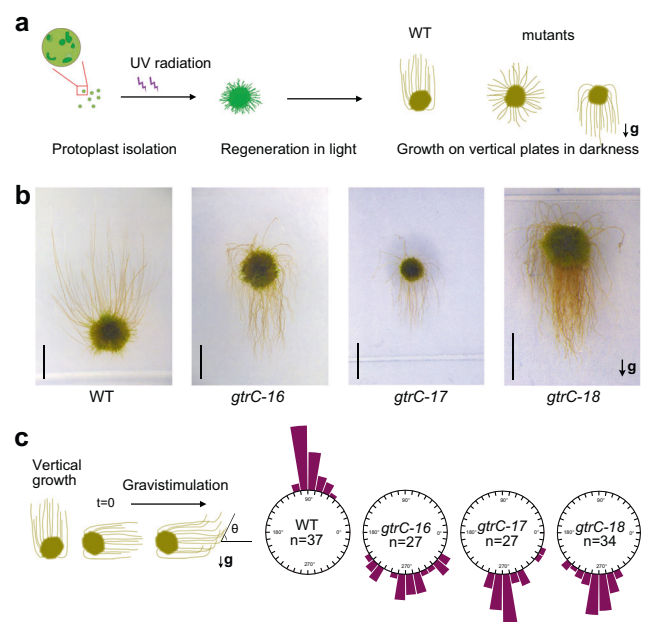 a
UV radiation
WT
mutants
g
Protoplast isolation
Regeneration in light
Growth on vertical plates in darkness
b
g
WT
gtrC-16
gtrC-17
gtrC-18
c
Vertical
growth
Gravistimulation
t=0
θ
g
90°
180°
0°
270°
WT
n=37
90°
180°
0°
270°
gtrC-16
n=27
90°
180°
0°
270°
gtrC-17
n=27
90°
180°
0°
270°
gtrC-18
n=34